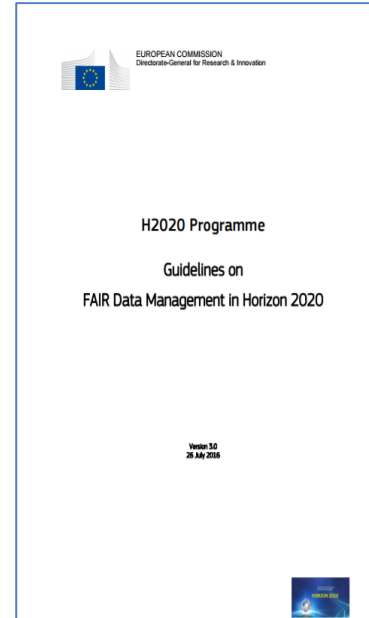 EUROPEAN COMMISSION
Directorate-General for Research & Innovation
H2020 Programme
Guidelines on
FAIR Data Management in Horizon 2020
Version 3.0
26 July 2016
HORIZON 2020